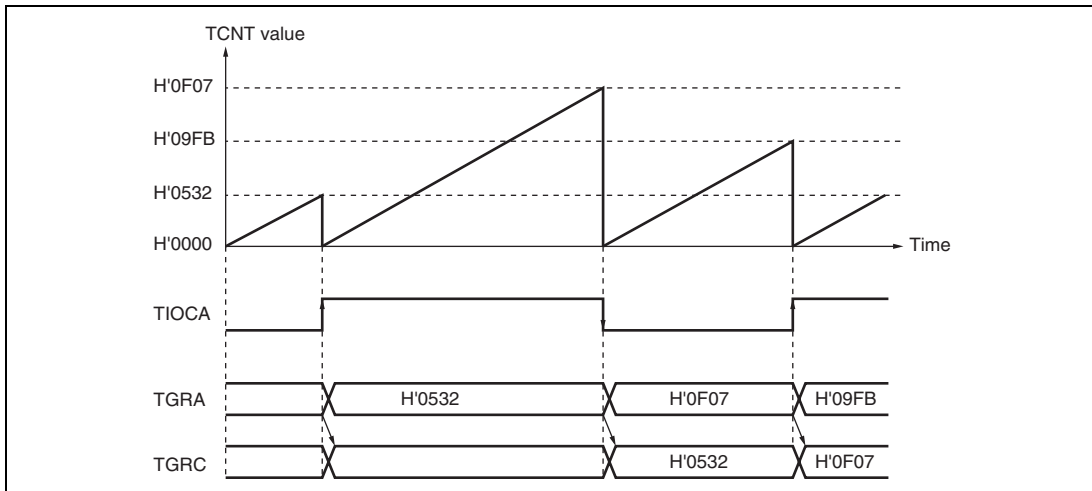 TCNT value
H'0F07
H'09FB
H'0532
H'0000
Time
TIOCA
TGRA
H'0532
H'0F07
H'09FB
TGRC
H'0532
H'0F07